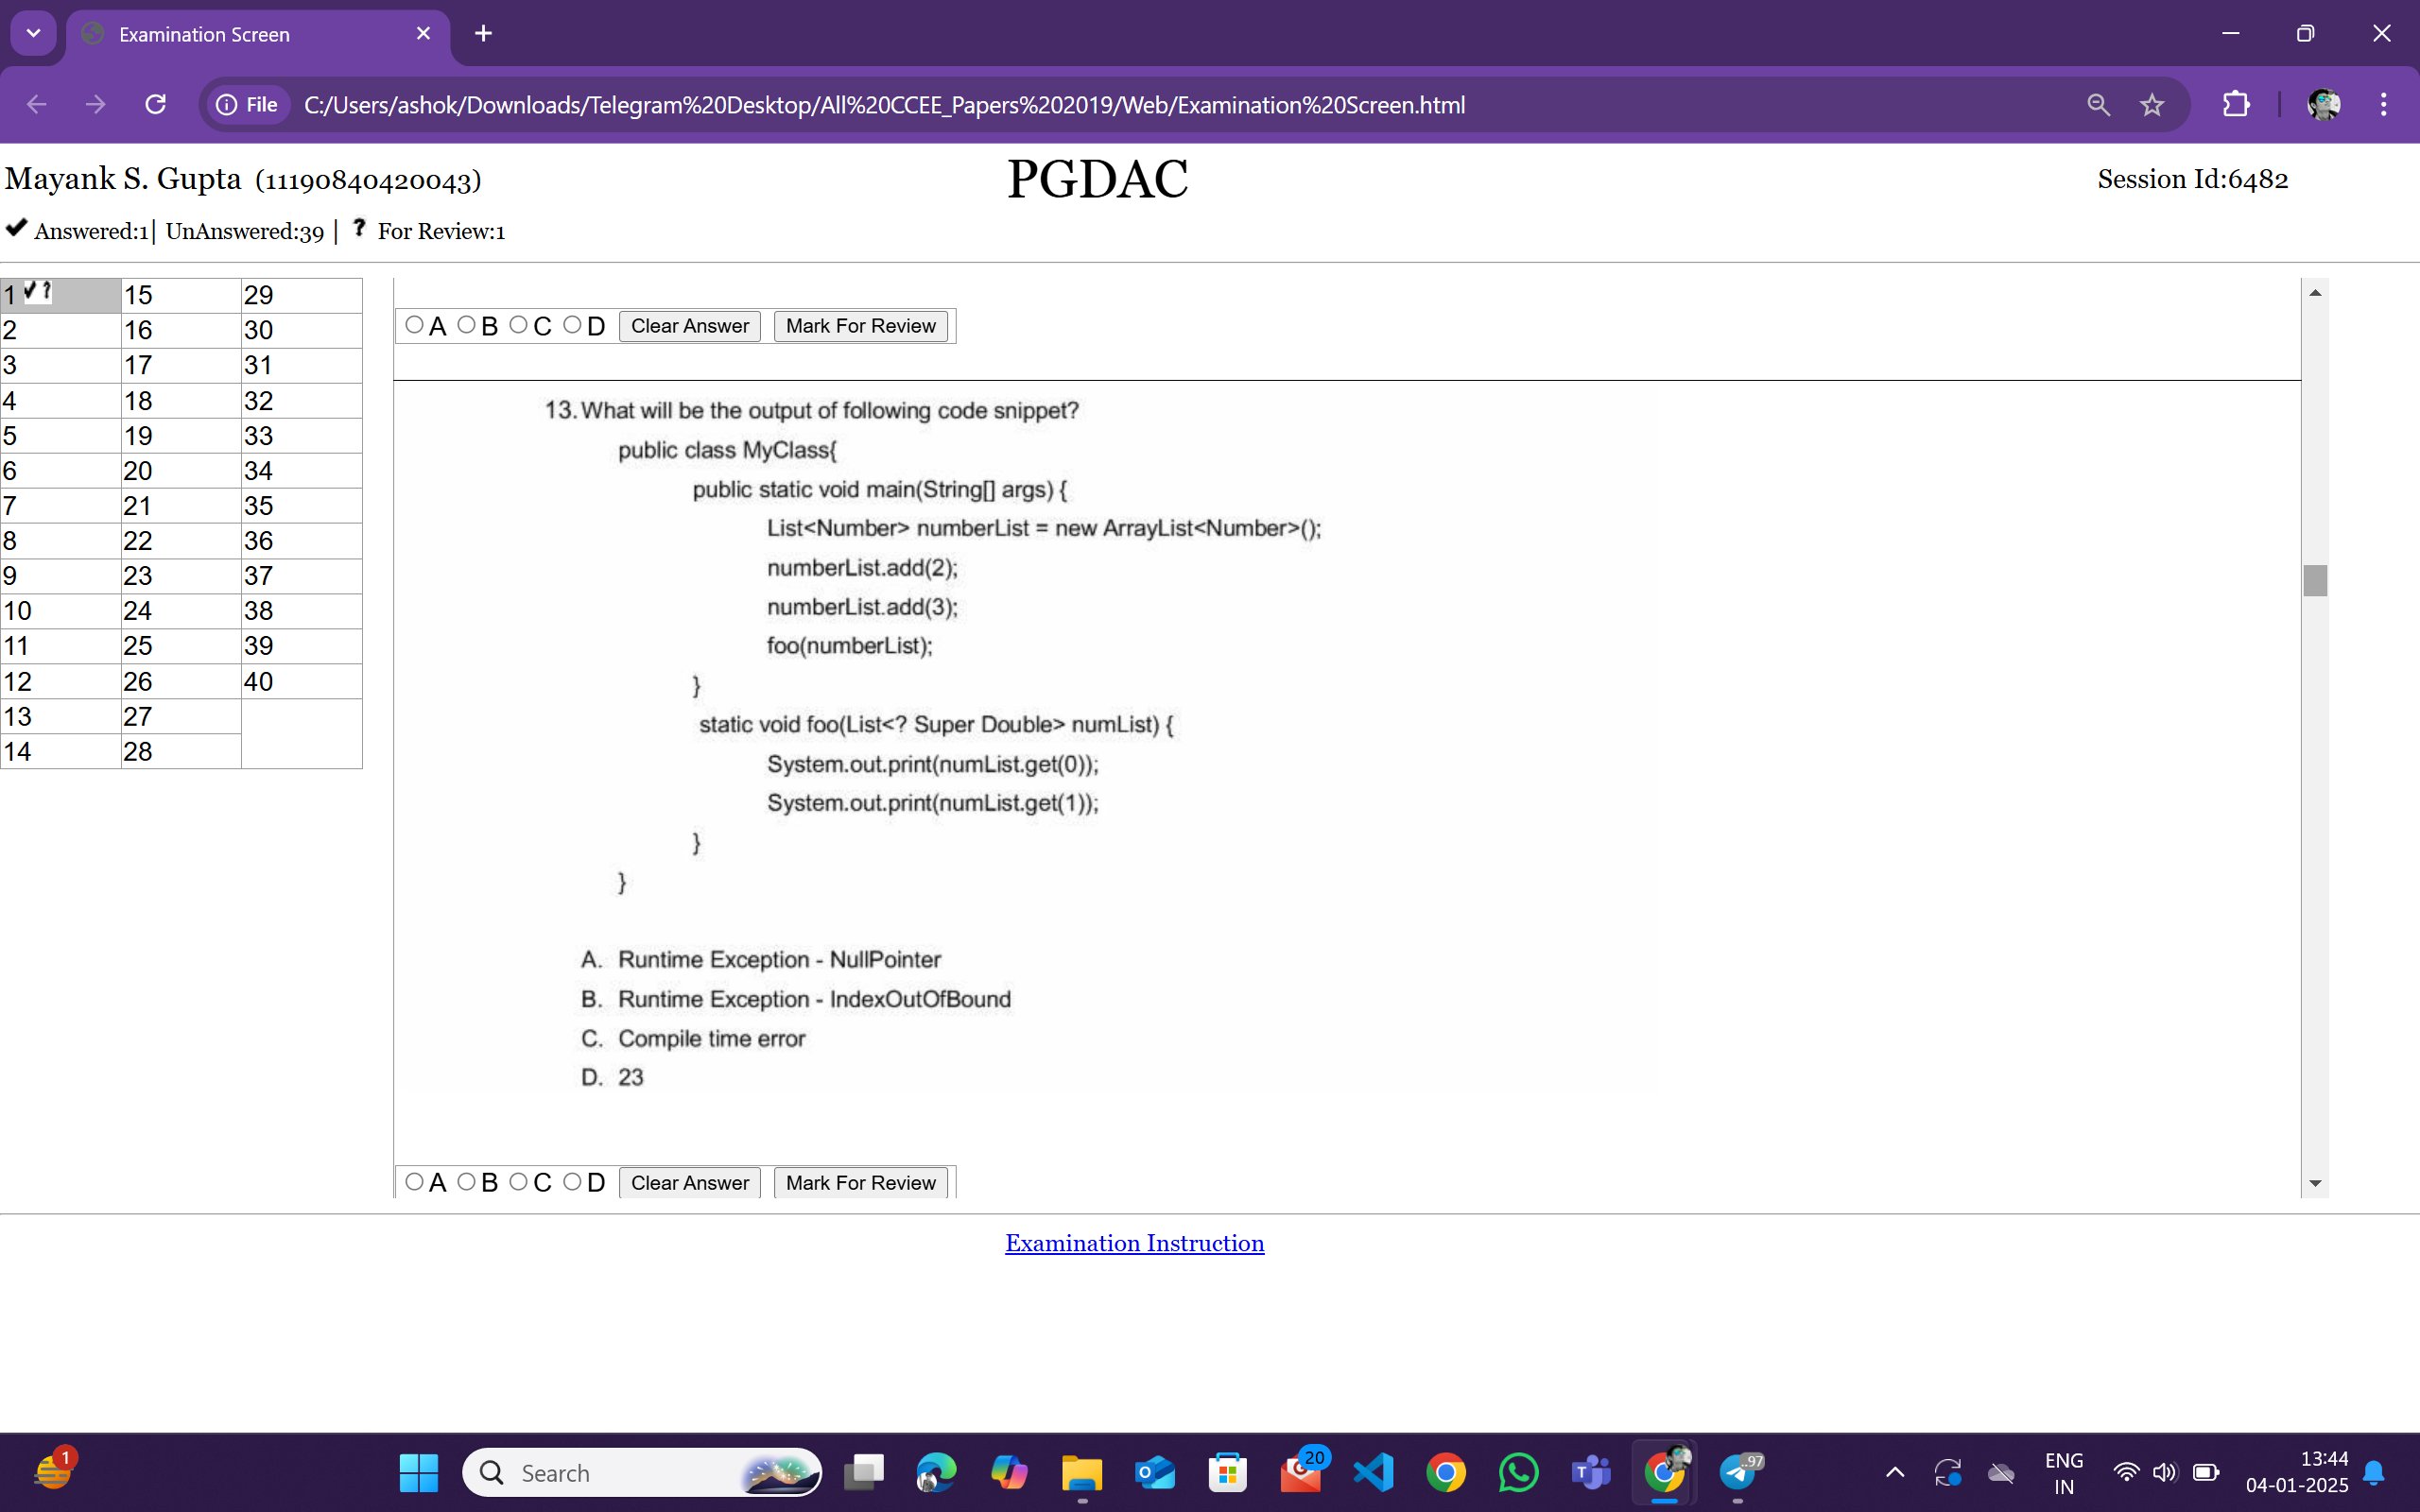 Examination Screen
File
C:/Users/ashok/Downloads/Telegram%20Desktop/All%20CCEE_Papers%202019/Web/Examination%20Screen.html
Mayank S. Gupta (11190840420043)
PGDAC
Session Id:6482
Answered:1| UnAnswered:39 | ? For Review:1
1 ? 15 29
2 16 30
3 17 31
4 18 32
5 19 33
6 20 34
7 21 35
8 22 36
9 23 37
10 24 38
11 25 39
12 26 40
13 27
14 28
A B C D Clear Answer Mark For Review
13. What will be the output of following code snippet?
public class MyClass{
public static void main(String[] args) {
List<Number> numberList = new ArrayList<Number>();
numberList.add(2);
numberList.add(3);
foo(numberList);
}
static void foo(List<? Super Double> numList) {
System.out.print(numList.get(0));
System.out.print(numList.get(1));
}
}
A. Runtime Exception - NullPointer
B. Runtime Exception - IndexOutOfBound
C. Compile time error
D. 23
A B C D Clear Answer Mark For Review
Examination Instruction
1
Search
20
..97
ENG
IN
13:44
04-01-2025